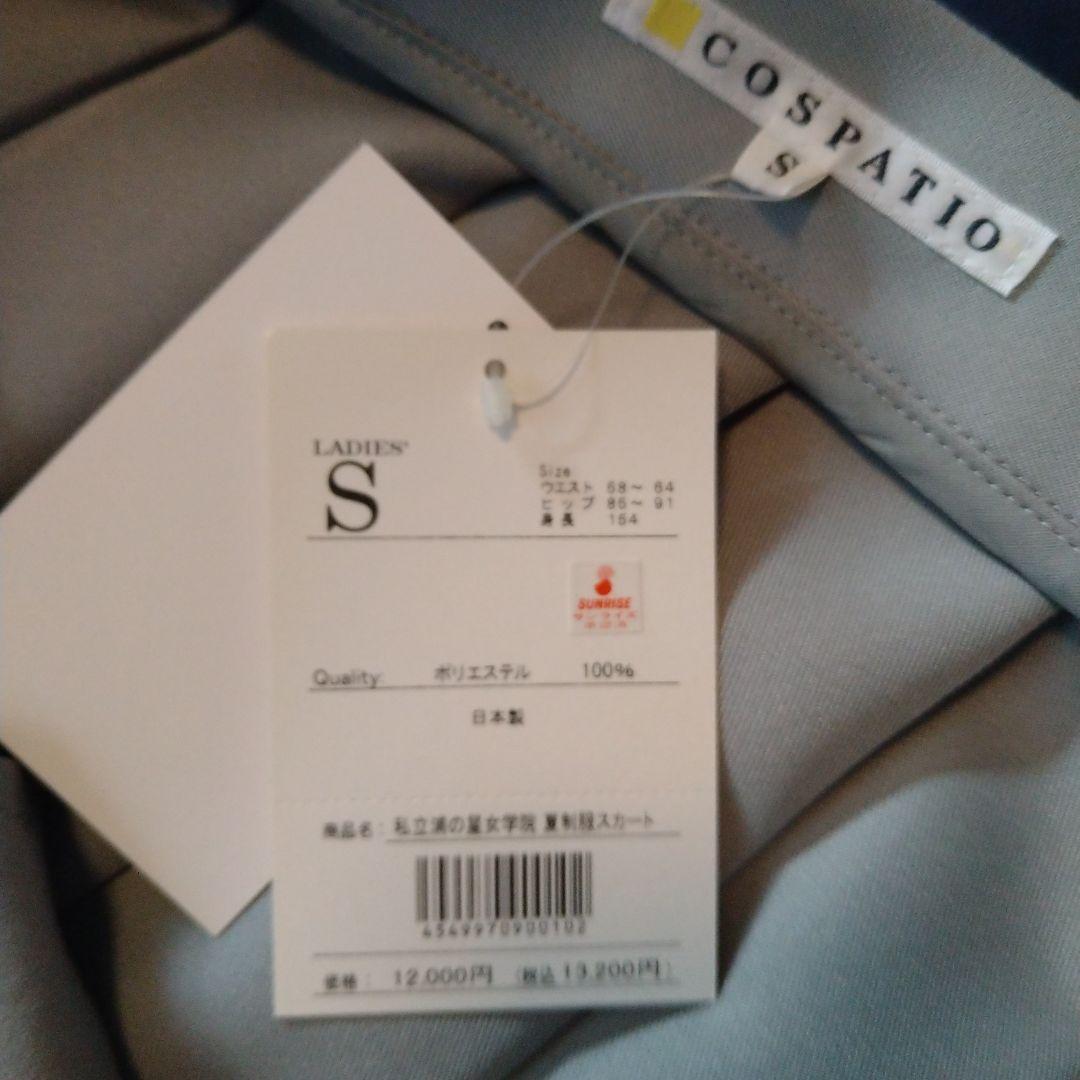 COSPATIO
S
LADIES'
S
Size
ウエスト 58～ 64
ヒップ 85～ 91
身長 154
SUNRISE
サンライズ
Quality: ポリエステル 100%
日本製
商品名: 私立浦の星女学院 夏制服スカート
4549970900102
価格: 12,000円 (税込 13,200円)